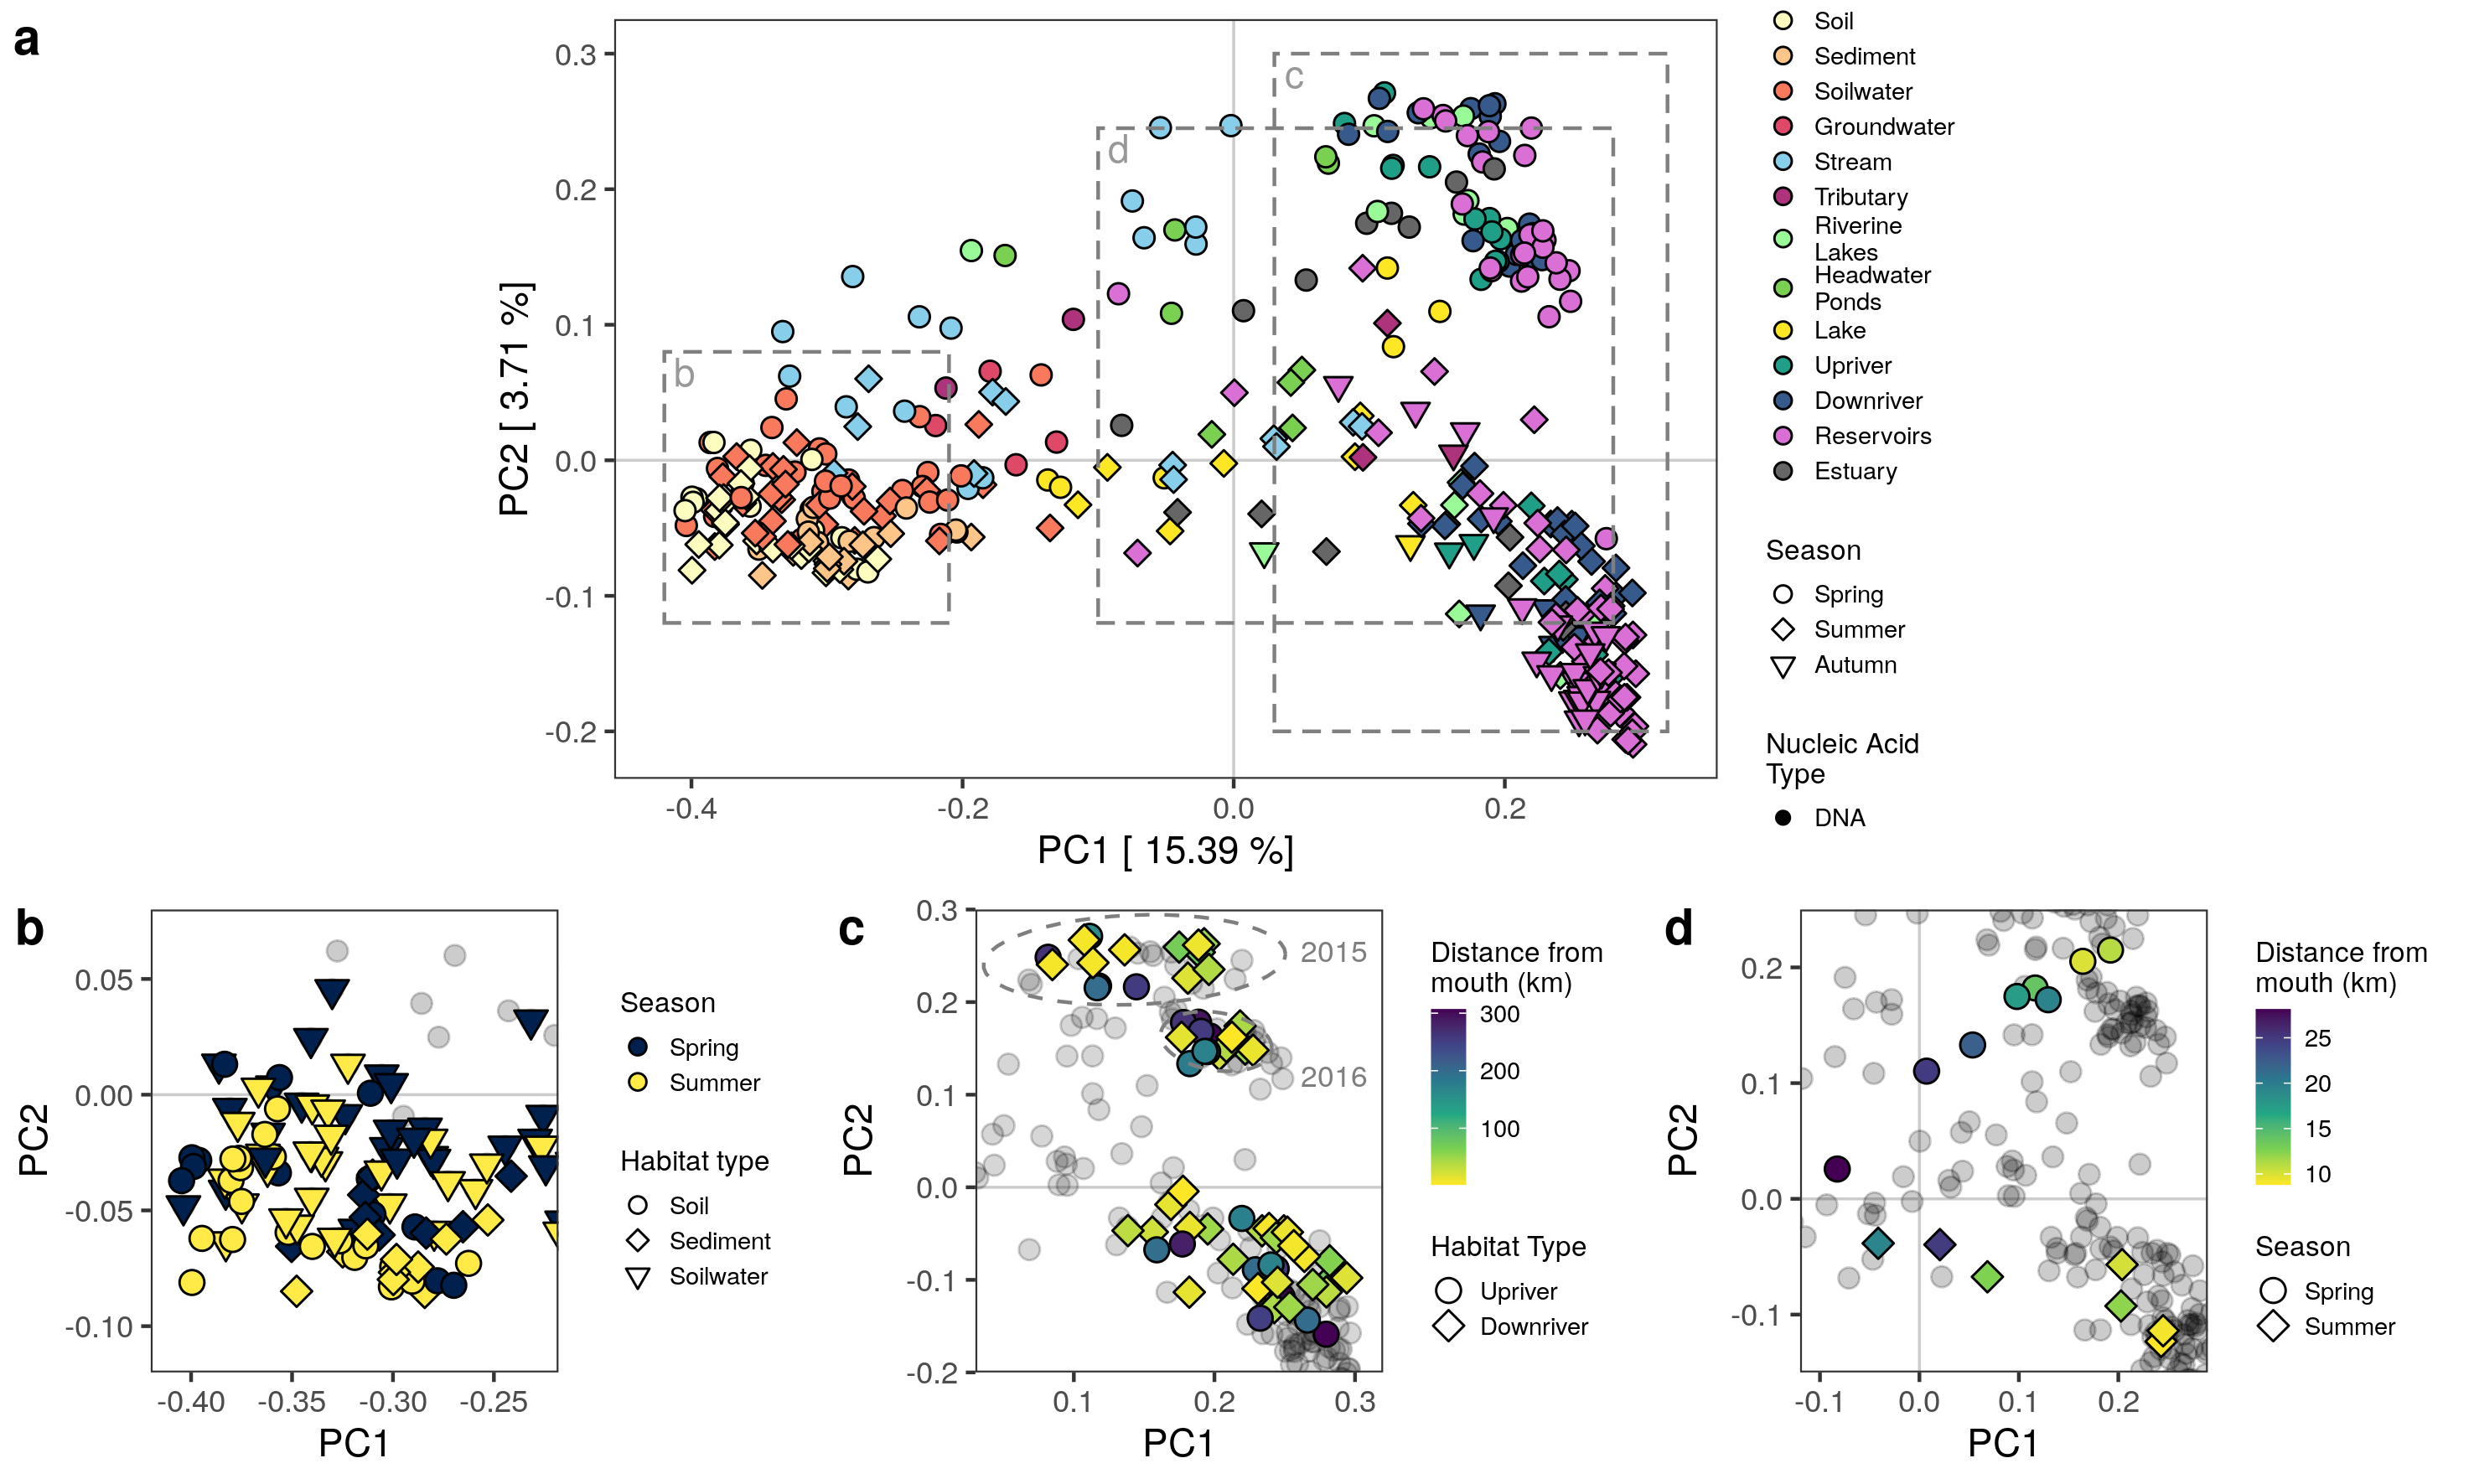 a
0.3
0.2
0.1
0.0
-0.1
-0.2
PC2 [ 3.71 %]
-0.4
-0.2
0.0
0.2
PC1 [ 15.39 %]
b
c
d
Soil
Sediment
Soilwater
Groundwater
Stream
Tributary
Riverine
Lakes
Headwater
Ponds
Lake
Upriver
Downriver
Reservoirs
Estuary
Season
Spring
Summer
Autumn
Nucleic Acid
Type
DNA
b
0.05
0.00
-0.05
-0.10
PC2
-0.40
-0.35
-0.30
-0.25
PC1
Season
Spring
Summer
Habitat type
Soil
Sediment
Soilwater
c
0.3
0.2
0.1
0.0
-0.1
-0.2
PC2
0.1
0.2
0.3
PC1
2015
2016
Distance from
mouth (km)
300
200
100
Habitat Type
Upriver
Downriver
d
0.2
0.1
0.0
-0.1
PC2
-0.1
0.0
0.1
0.2
PC1
Distance from
mouth (km)
25
20
15
10
Season
Spring
Summer